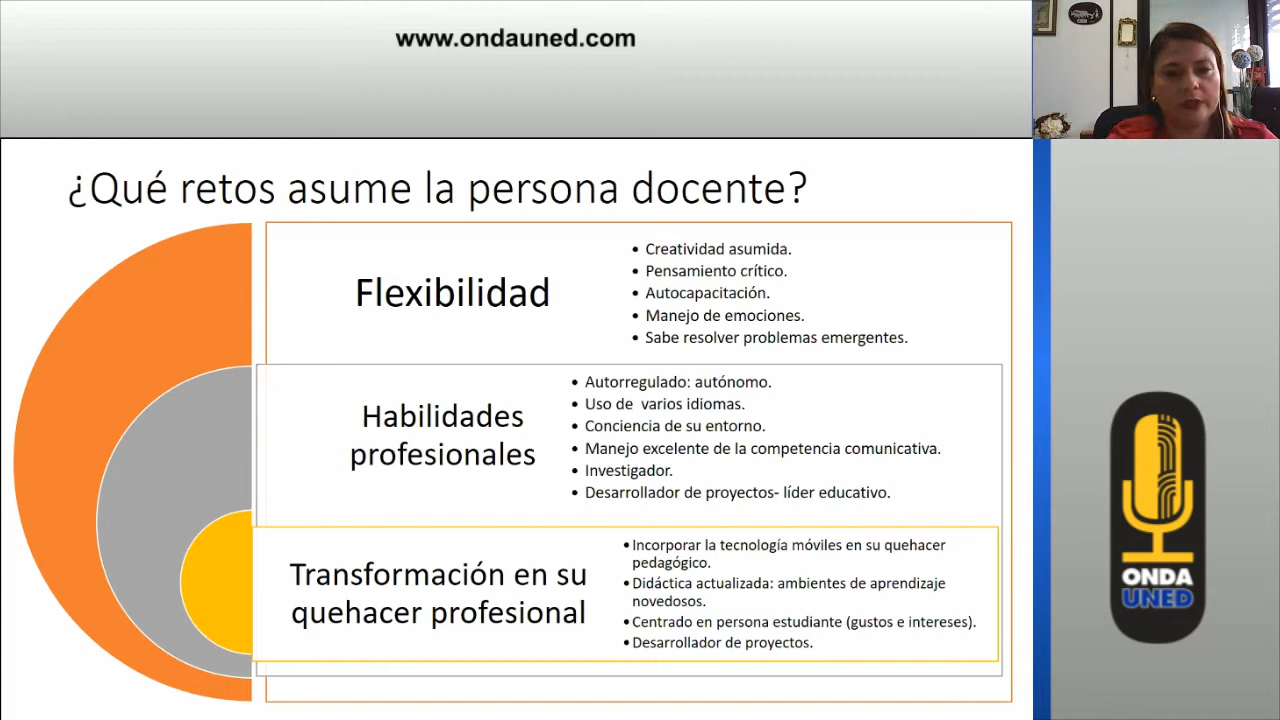 www.ondauned.com
¿Qué retos asume la persona docente?
Flexibilidad
• Creatividad asumida.
• Pensamiento crítico.
• Autocapacitación.
• Manejo de emociones.
• Sabe resolver problemas emergentes.
Habilidades
profesionales
• Autorregulado: autónomo.
• Uso de varios idiomas.
• Conciencia de su entorno.
• Manejo excelente de la competencia comunicativa.
• Investigador.
• Desarrollador de proyectos- líder educativo.
Transformación en su
quehacer profesional
• Incorporar la tecnología móviles en su quehacer
pedagógico.
• Didáctica actualizada: ambientes de aprendizaje
novedosos.
• Centrado en persona estudiante (gustos e intereses).
• Desarrollador de proyectos.
ONDA
UNED